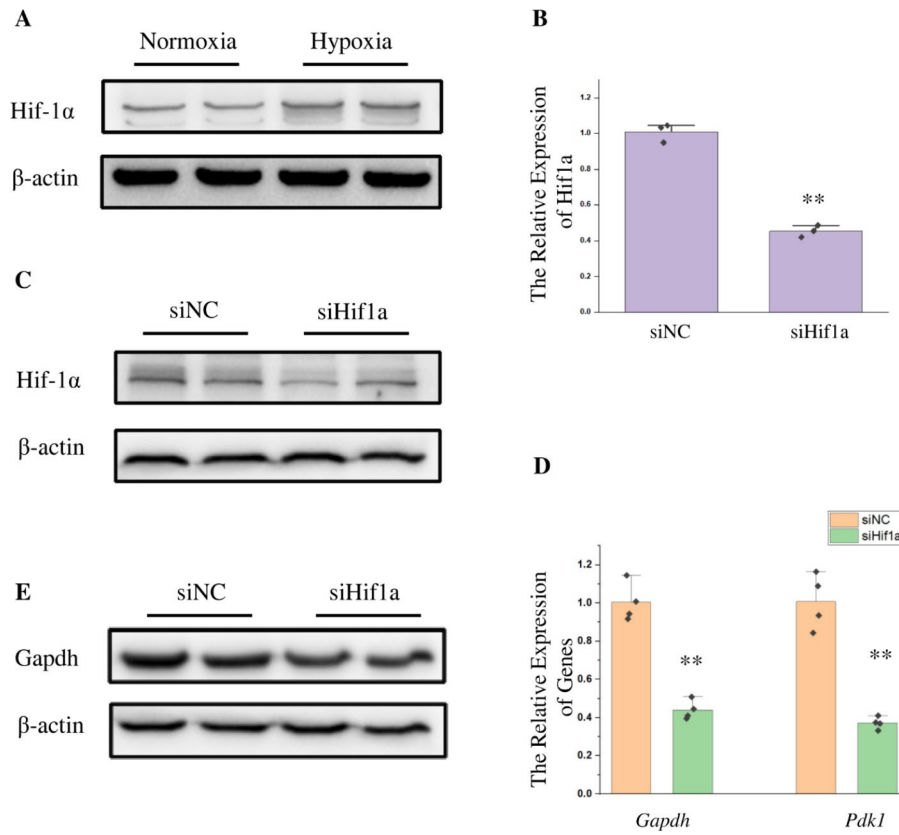 A
Normoxia Hypoxia
Hif-1α
β-actin
B
The Relative Expression
of Hif1a
1.0
0.8
0.6
0.4
0.2
0.0
**
siNC siHif1a
C
siNC siHif1a
Hif-1α
β-actin
D
siNC
siHif1a
The Relative Expression
of Genes
1.2
1.0
0.8
0.6
0.4
0.2
0.0
** **
Gapdh Pdk1
E
siNC siHif1a
Gapdh
β-actin